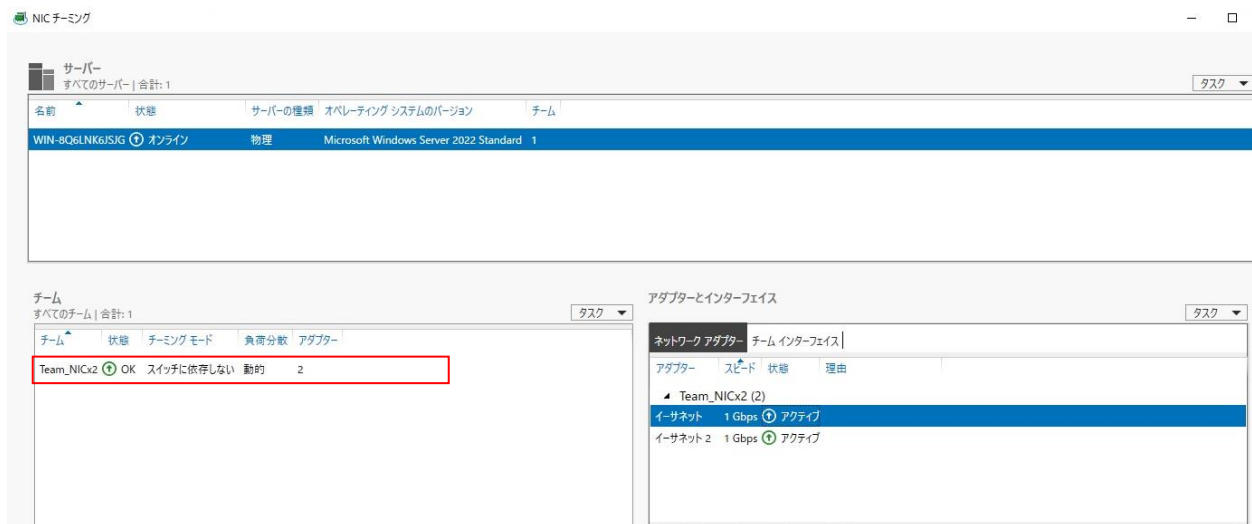 NIC チーミング
サーバー
すべてのサーバー | 合計: 1
タスク
名前 状態 サーバーの種類 オペレーティング システムのバージョン チーム
WIN-8Q6LNK6JSJG オンライン 物理 Microsoft Windows Server 2022 Standard 1
チーム
すべてのチーム | 合計: 1
タスク
チーム 状態 チーミング モード 負荷分散 アダプター
Team_NICx2 OK スイッチに依存しない 動的 2
アダプターとインターフェイス
タスク
ネットワーク アダプター チーム インターフェイス
アダプター スピード 状態 理由
Team_NICx2 (2)
イーサネット 1 Gbps アクティブ
イーサネット 2 1 Gbps アクティブ